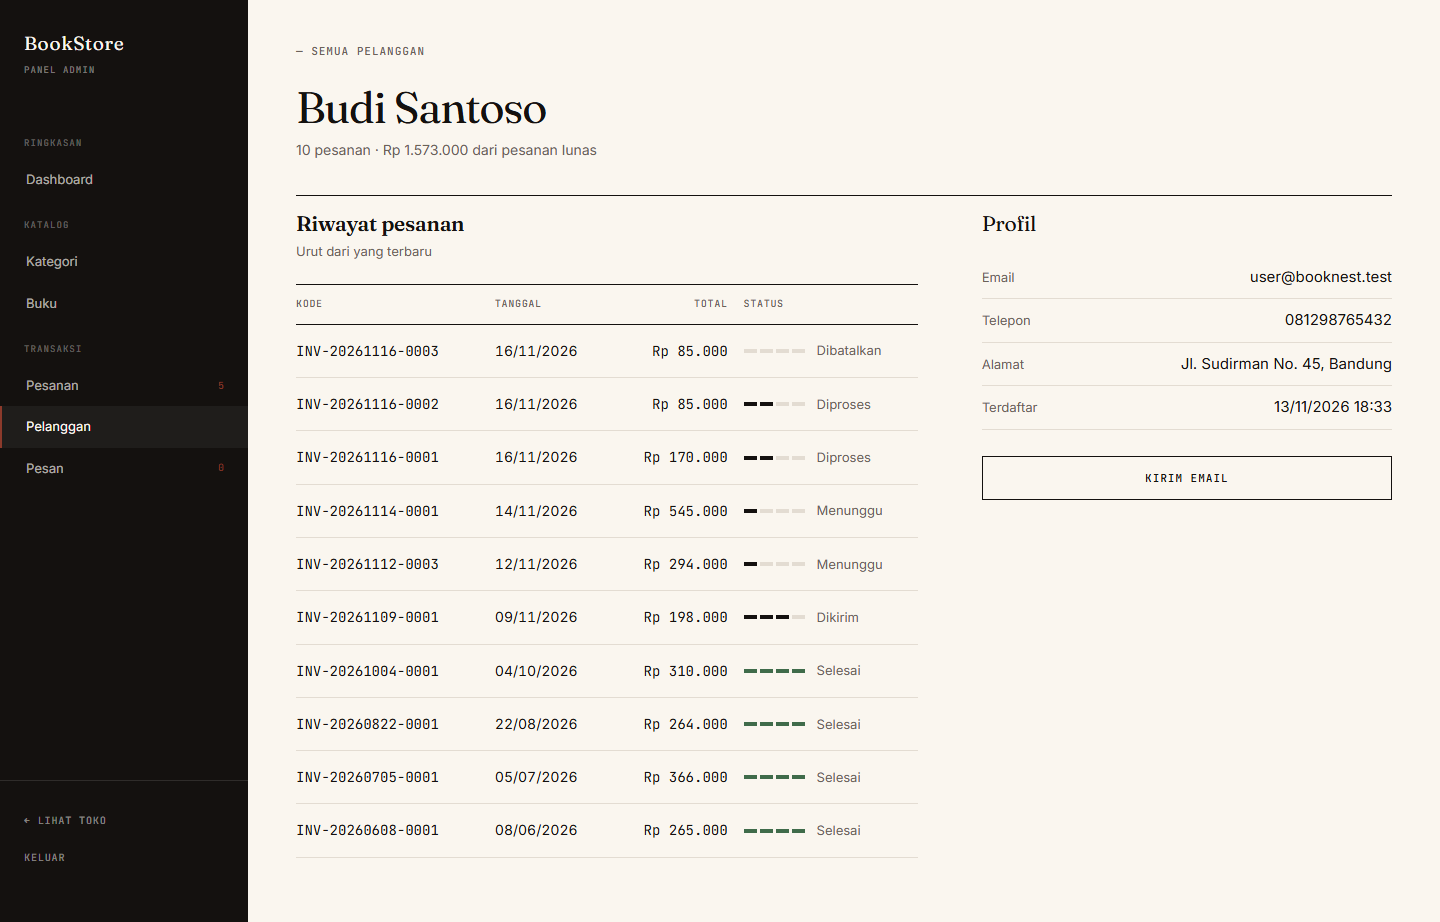 BookStore
PANEL ADMIN
RINGKASAN
Dashboard
KATALOG
Kategori
Buku
TRANSAKSI
Pesanan 5
Pelanggan
Pesan 0
← LIHAT TOKO
KELUAR
— SEMUA PELANGGAN
Budi Santoso
10 pesanan · Rp 1.573.000 dari pesanan lunas
Riwayat pesanan
Urut dari yang terbaru
KODE TANGGAL TOTAL STATUS
INV-20261116-0003 16/11/2026 Rp 85.000 Dibatalkan
INV-20261116-0002 16/11/2026 Rp 85.000 Diproses
INV-20261116-0001 16/11/2026 Rp 170.000 Diproses
INV-20261114-0001 14/11/2026 Rp 545.000 Menunggu
INV-20261112-0003 12/11/2026 Rp 294.000 Menunggu
INV-20261109-0001 09/11/2026 Rp 198.000 Dikirim
INV-20261004-0001 04/10/2026 Rp 310.000 Selesai
INV-20260822-0001 22/08/2026 Rp 264.000 Selesai
INV-20260705-0001 05/07/2026 Rp 366.000 Selesai
INV-20260608-0001 08/06/2026 Rp 265.000 Selesai
Profil
Email user@booknest.test
Telepon 081298765432
Alamat Jl. Sudirman No. 45, Bandung
Terdaftar 13/11/2026 18:33
KIRIM EMAIL